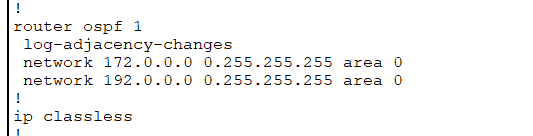 !
router ospf 1
 log-adjacency-changes
 network 172.0.0.0 0.255.255.255 area 0
 network 192.0.0.0 0.255.255.255 area 0
!
ip classless
!